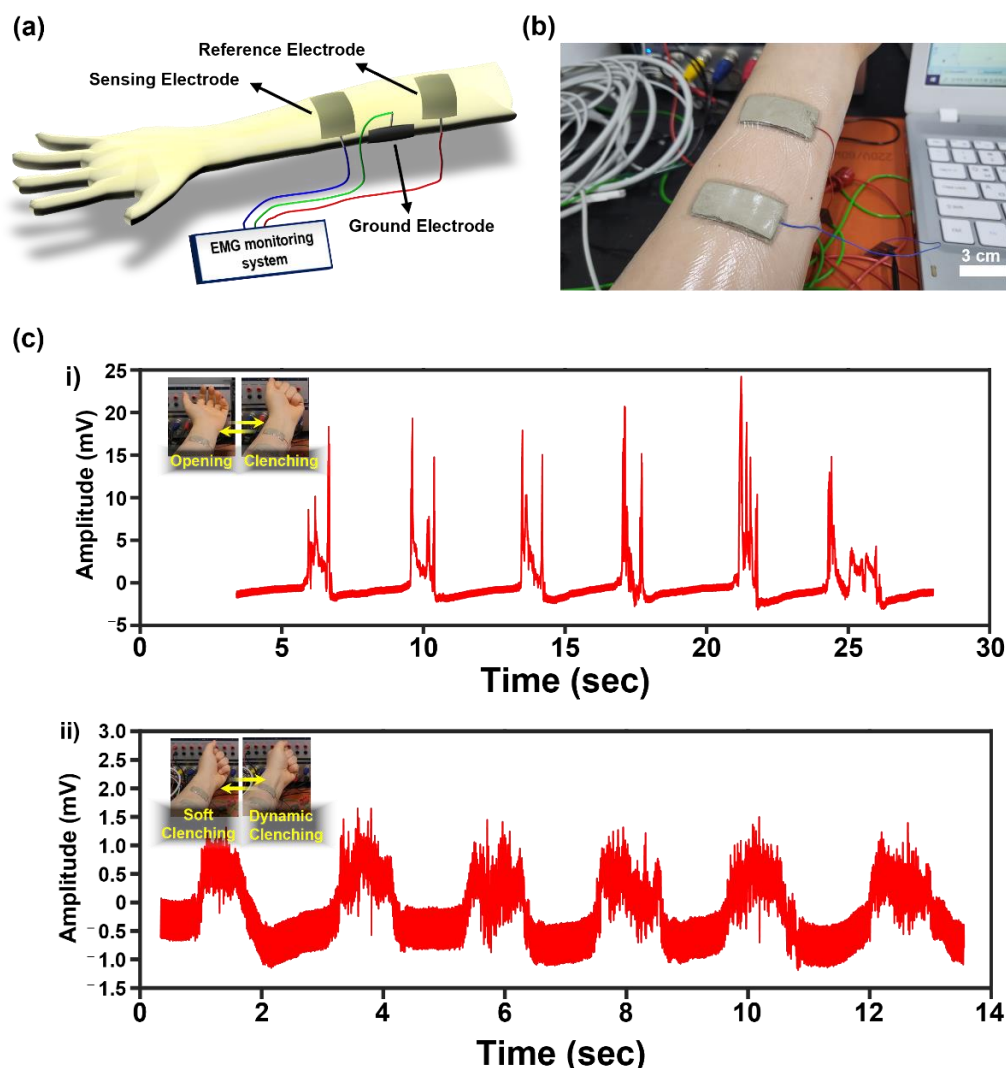 (a)
Reference Electrode
Sensing Electrode
Ground Electrode
EMG monitoring
system
(b)
3 cm
(c)
i)
25
20
15
10
5
0
-5
Amplitude (mV)
Opening
Clenching
0
5
10
15
20
25
30
Time (sec)
ii)
3.0
2.5
2.0
1.5
1.0
0.5
0
-0.5
-1.0
-1.5
Amplitude (mV)
Soft
Clenching
Dynamic
Clenching
0
2
4
6
8
10
12
14
Time (sec)